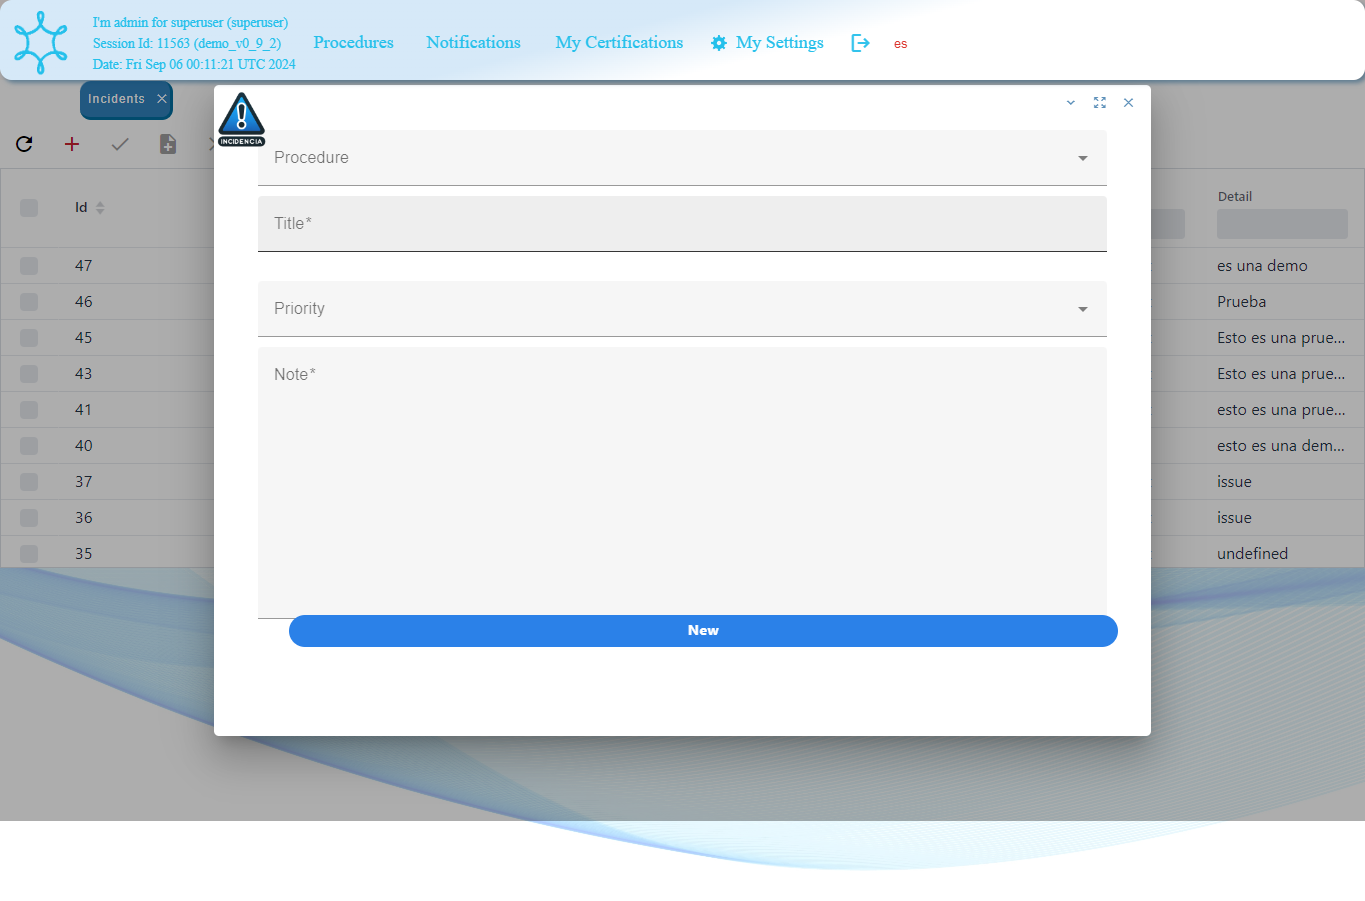 I'm admin for superuser (superuser)
Session Id: 11563 (demo_v0_9_2)
Date: Fri Sep 06 00:11:21 UTC 2024
Procedures
Notifications
My Certifications
My Settings
es
Incidents
INCIDENCIA
Procedure
Title*
Priority
Note*
New
Id
Detail
47
es una demo
46
Prueba
45
Esto es una prue...
43
Esto es una prue...
41
esto es una prue...
40
esto es una dem...
37
issue
36
issue
35
undefined